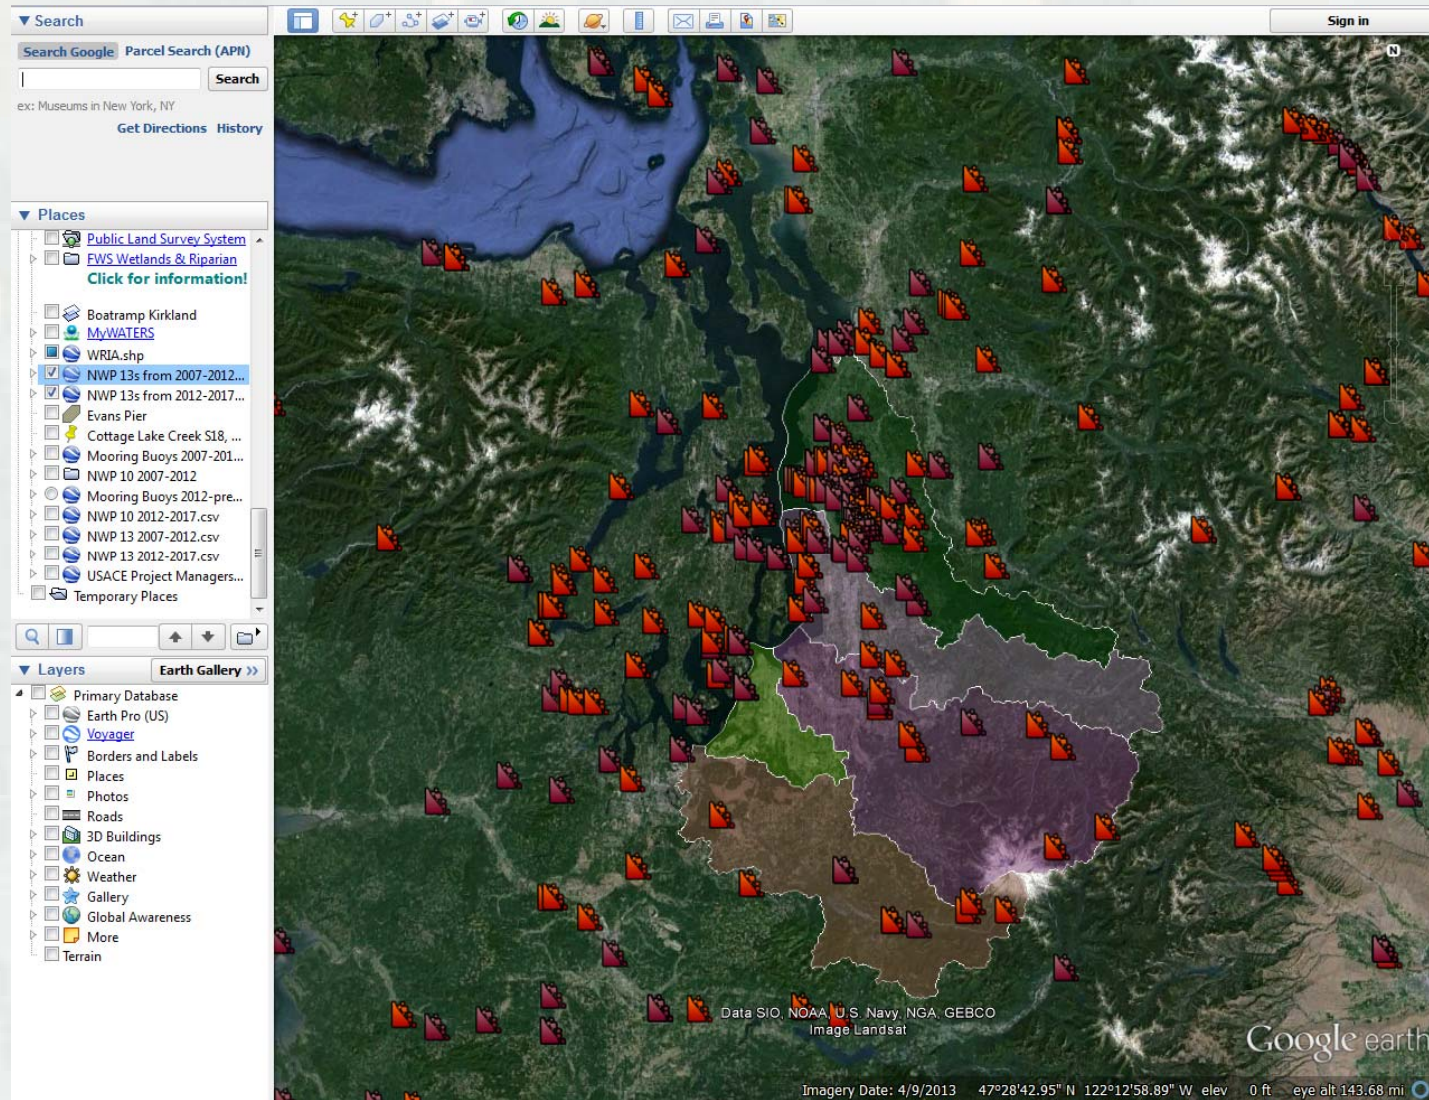 Search
Sign in
Search Google Parcel Search (APN)
Search
ex: Museums in New York, NY
Get Directions History
N
Places
Public Land Survey System
FWS Wetlands & Riparian
Click for information!
Boatramp Kirkland
MyWATERS
WRIA.shp
NWP 13s from 2007-2012...
NWP 13s from 2012-2017...
Evans Pier
Cottage Lake Creek S18, ...
Mooring Buoys 2007-201...
NWP 10 2007-2012
Mooring Buoys 2012-pre...
NWP 10 2012-2017.csv
NWP 13 2007-2012.csv
NWP 13 2012-2017.csv
USACE Project Managers...
Temporary Places
Layers
Earth Gallery >>
Primary Database
Earth Pro (US)
Voyager
Borders and Labels
Places
Photos
Roads
3D Buildings
Ocean
Weather
Gallery
Global Awareness
More
Terrain
Data SIO, NOAA, U.S. Navy, NGA, GEBCO
Image Landsat
Google earth
Imagery Date: 4/9/2013 47°28'42.95" N 122°12'58.89" W elev 0 ft eye alt 143.68 mi